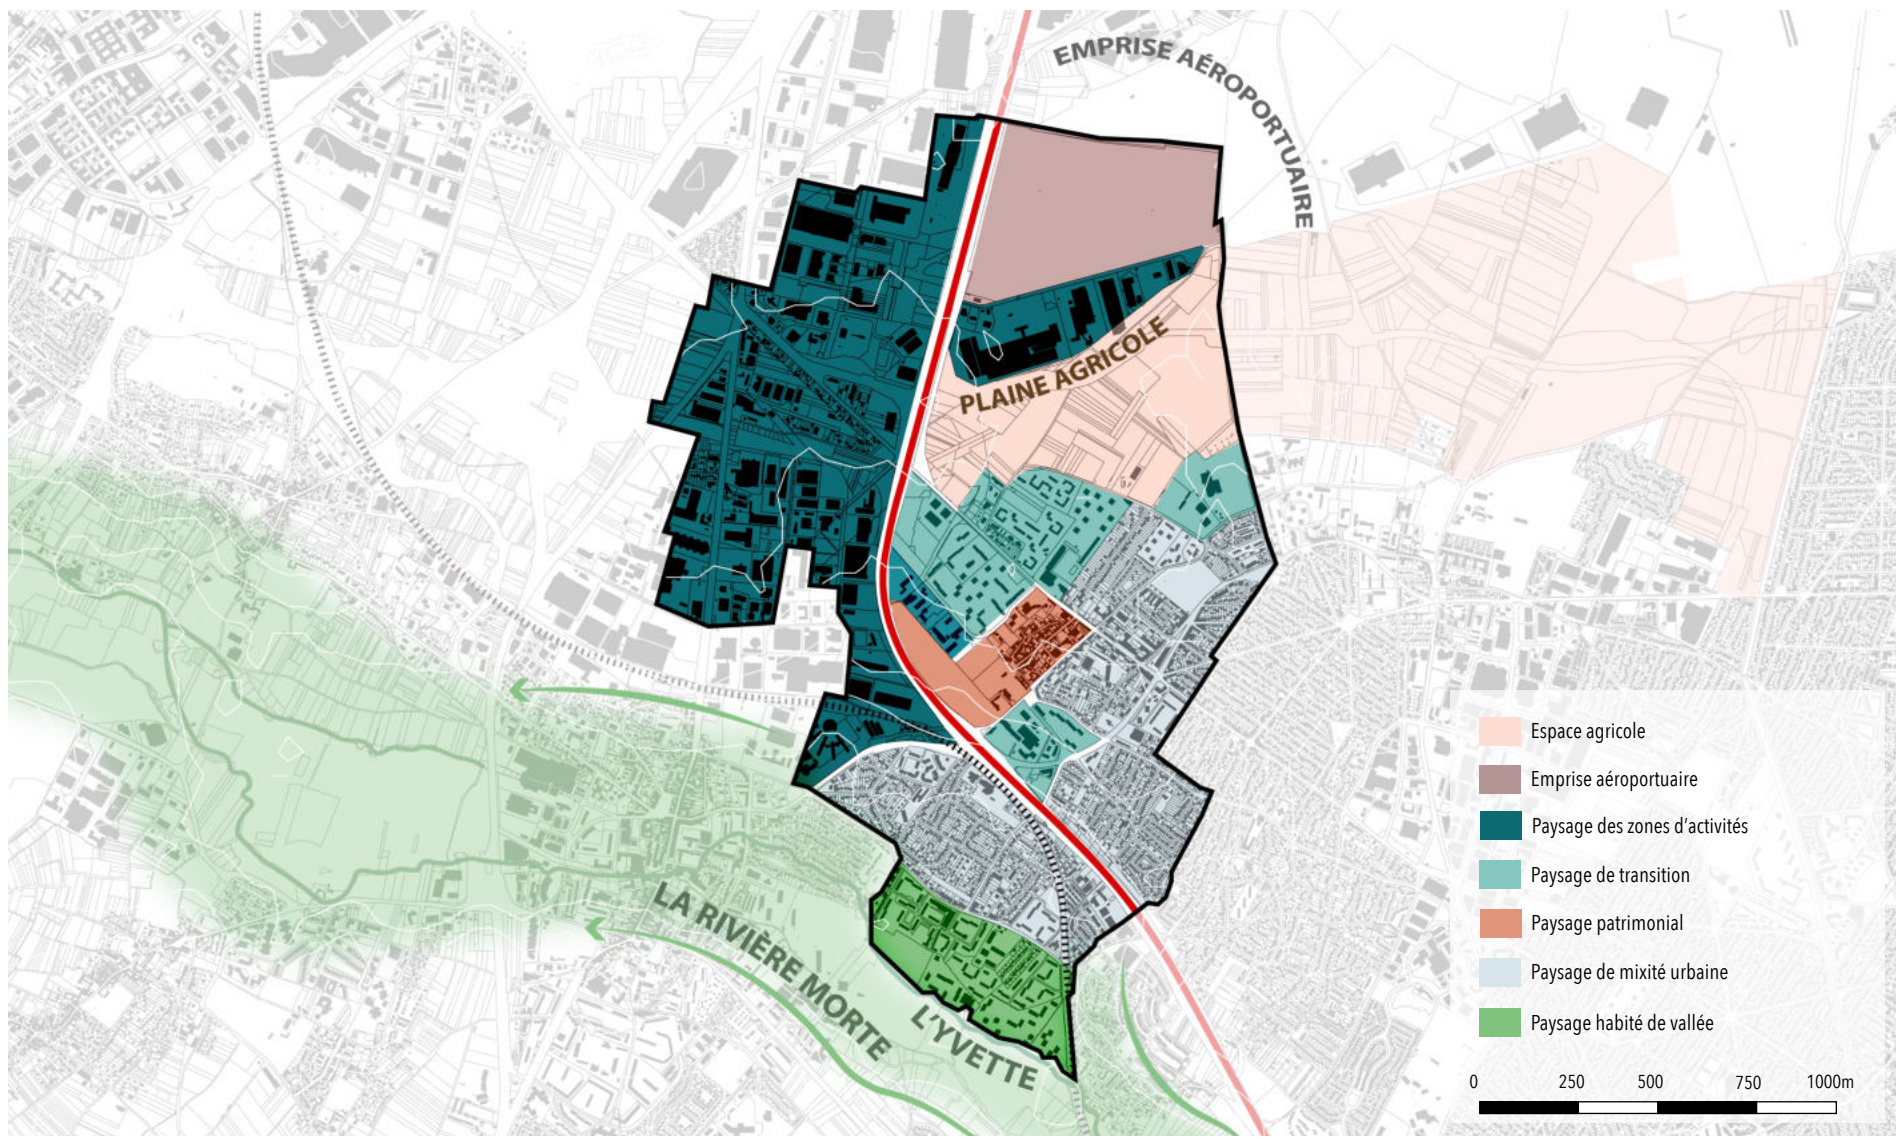 EMPRISE AÉROPORTUAIRE
PLAINE AGRICOLE
LA RIVIÈRE MORTE
L'YVETTE
Espace agricole
Emprise aéroportuaire
Paysage des zones d'activités
Paysage de transition
Paysage patrimonial
Paysage de mixité urbaine
Paysage habité de vallée
0 250 500 750 1000m